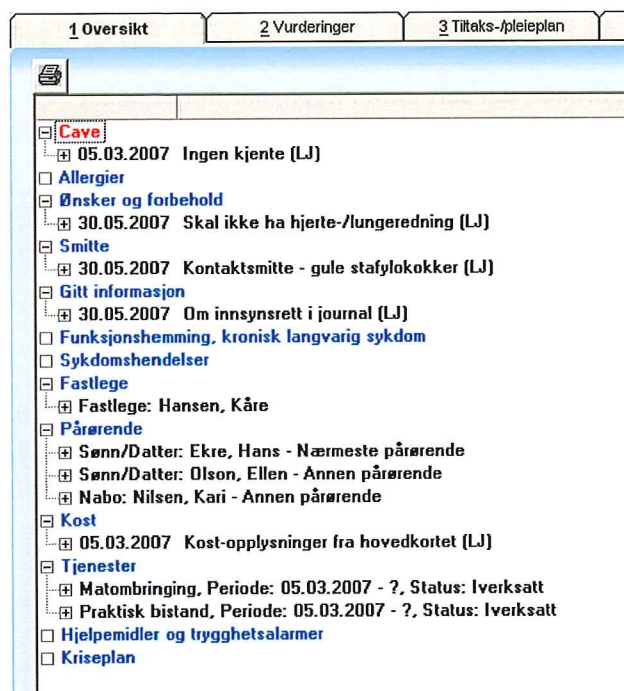 1 Oversikt
2 Vurderinger
3 Tiltaks-/pleieplan
Cave
05.03.2007 Ingen kjente (LJ)
Allergier
Ønsker og forbehold
30.05.2007 Skal ikke ha hjerte-/lungeredning (LJ)
Smitte
30.05.2007 Kontaktsmitte - gule stafylokokker (LJ)
Gitt informasjon
30.05.2007 Om innsynsrett i journal (LJ)
Funksjonshemming, kronisk langvarig sykdom
Sykdomshendelser
Fastlege
Fastlege: Hansen, Kåre
Pårørende
Sønn/Datter: Ekre, Hans - Nærmeste pårørende
Sønn/Datter: Olson, Ellen - Annen pårørende
Nabo: Nilsen, Kari - Annen pårørende
Kost
05.03.2007 Kost-opplysninger fra hovedkortet (LJ)
Tjenester
Matombringing, Periode: 05.03.2007 - ?, Status: Iverksatt
Praktisk bistand, Periode: 05.03.2007 - ?, Status: Iverksatt
Hjelpemidler og trygghetsalarmer
Kriseplan